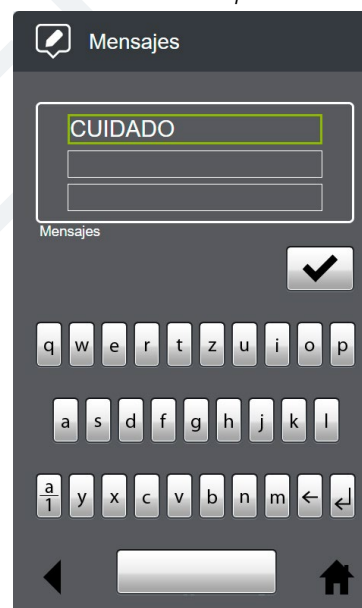 Mensajes
CUIDADO
Mensajes
q w e r t z u i o p
a s d f g h j k l
a/1 y x c v b n m ← ↵